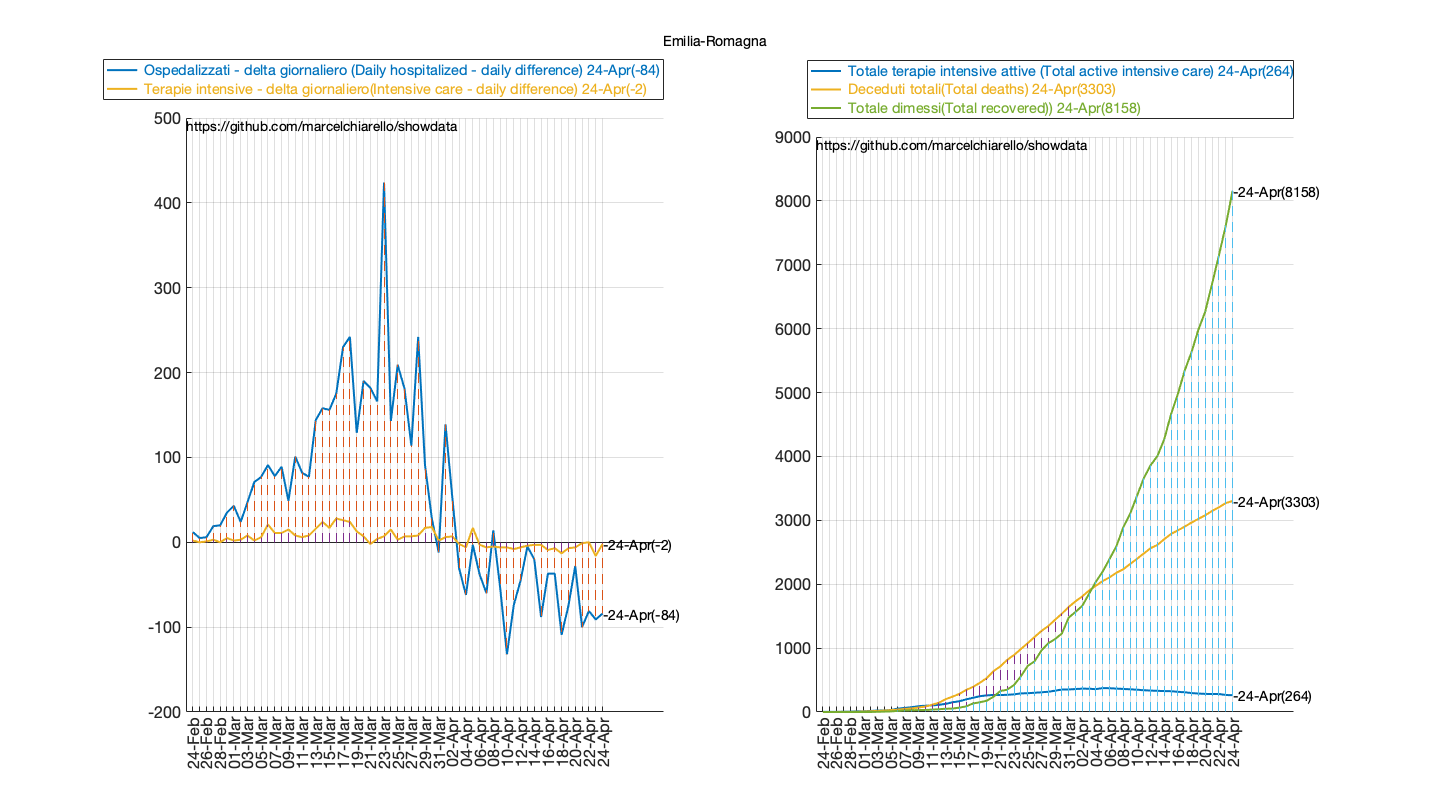 Emilia-Romagna
Ospedalizzati - delta giornaliero (Daily hospitalized - daily difference) 24-Apr(-84)
Terapie intensive - delta giornaliero(Intensive care - daily difference) 24-Apr(-2)
https://github.com/marcelchiarello/showdata
500
400
300
200
100
0
-100
-200
-24-Apr(-2)
-24-Apr(-84)
24-Feb
26-Feb
28-Feb
01-Mar
03-Mar
05-Mar
07-Mar
09-Mar
11-Mar
13-Mar
15-Mar
17-Mar
19-Mar
21-Mar
23-Mar
25-Mar
27-Mar
29-Mar
31-Mar
02-Apr
04-Apr
06-Apr
08-Apr
10-Apr
12-Apr
14-Apr
16-Apr
18-Apr
20-Apr
22-Apr
24-Apr
Totale terapie intensive attive (Total active intensive care) 24-Apr(264)
Deceduti totali(Total deaths) 24-Apr(3303)
Totale dimessi(Total recovered)) 24-Apr(8158)
https://github.com/marcelchiarello/showdata
9000
8000
7000
6000
5000
4000
3000
2000
1000
0
-24-Apr(8158)
-24-Apr(3303)
-24-Apr(264)
24-Feb
26-Feb
28-Feb
01-Mar
03-Mar
05-Mar
07-Mar
09-Mar
11-Mar
13-Mar
15-Mar
17-Mar
19-Mar
21-Mar
23-Mar
25-Mar
27-Mar
29-Mar
31-Mar
02-Apr
04-Apr
06-Apr
08-Apr
10-Apr
12-Apr
14-Apr
16-Apr
18-Apr
20-Apr
22-Apr
24-Apr